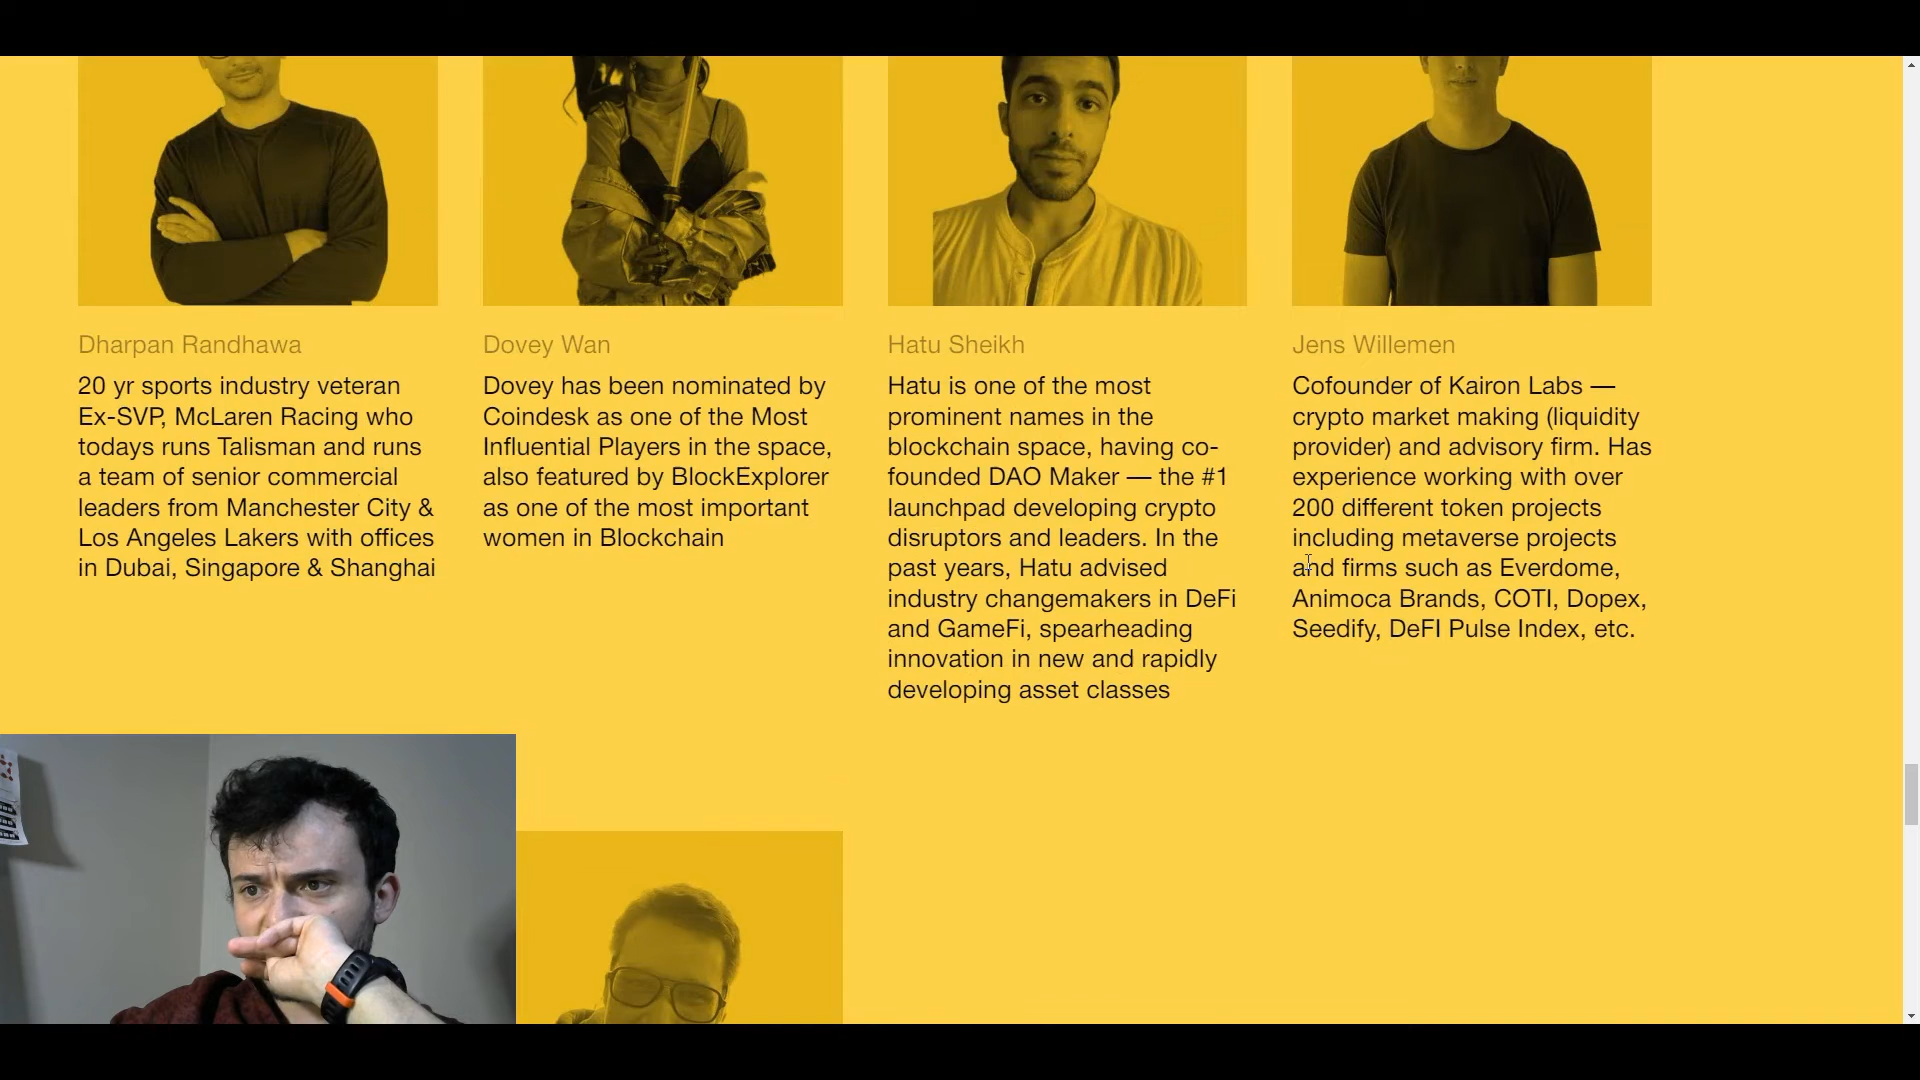 Dharpan Randhawa
20 yr sports industry veteran
Ex-SVP, McLaren Racing who
todays runs Talisman and runs
a team of senior commercial
leaders from Manchester City &
Los Angeles Lakers with offices
in Dubai, Singapore & Shanghai
Dovey Wan
Dovey has been nominated by
Coindesk as one of the Most
Influential Players in the space,
also featured by BlockExplorer
as one of the most important
women in Blockchain
Hatu Sheikh
Hatu is one of the most
prominent names in the
blockchain space, having co-
founded DAO Maker — the #1
launchpad developing crypto
disruptors and leaders. In the
past years, Hatu advised
industry changemakers in DeFi
and GameFi, spearheading
innovation in new and rapidly
developing asset classes
Jens Willemen
Cofounder of Kairon Labs —
crypto market making (liquidity
provider) and advisory firm. Has
experience working with over
200 different token projects
including metaverse projects
and firms such as Everdome,
Animoca Brands, COTI, Dopex,
Seedify, DeFI Pulse Index, etc.